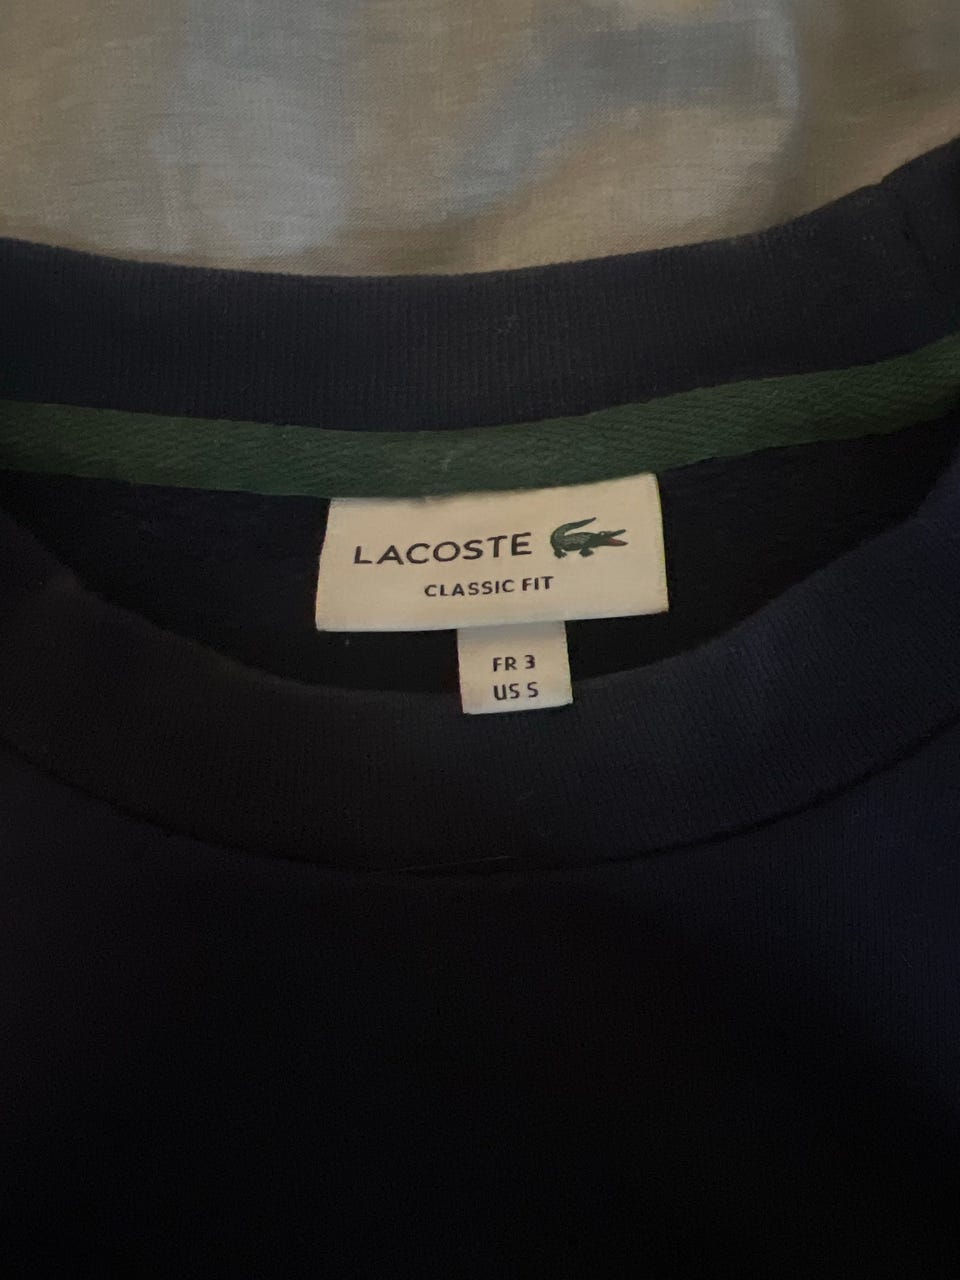 LACOSTE
CLASSIC FIT
FR 3
US S